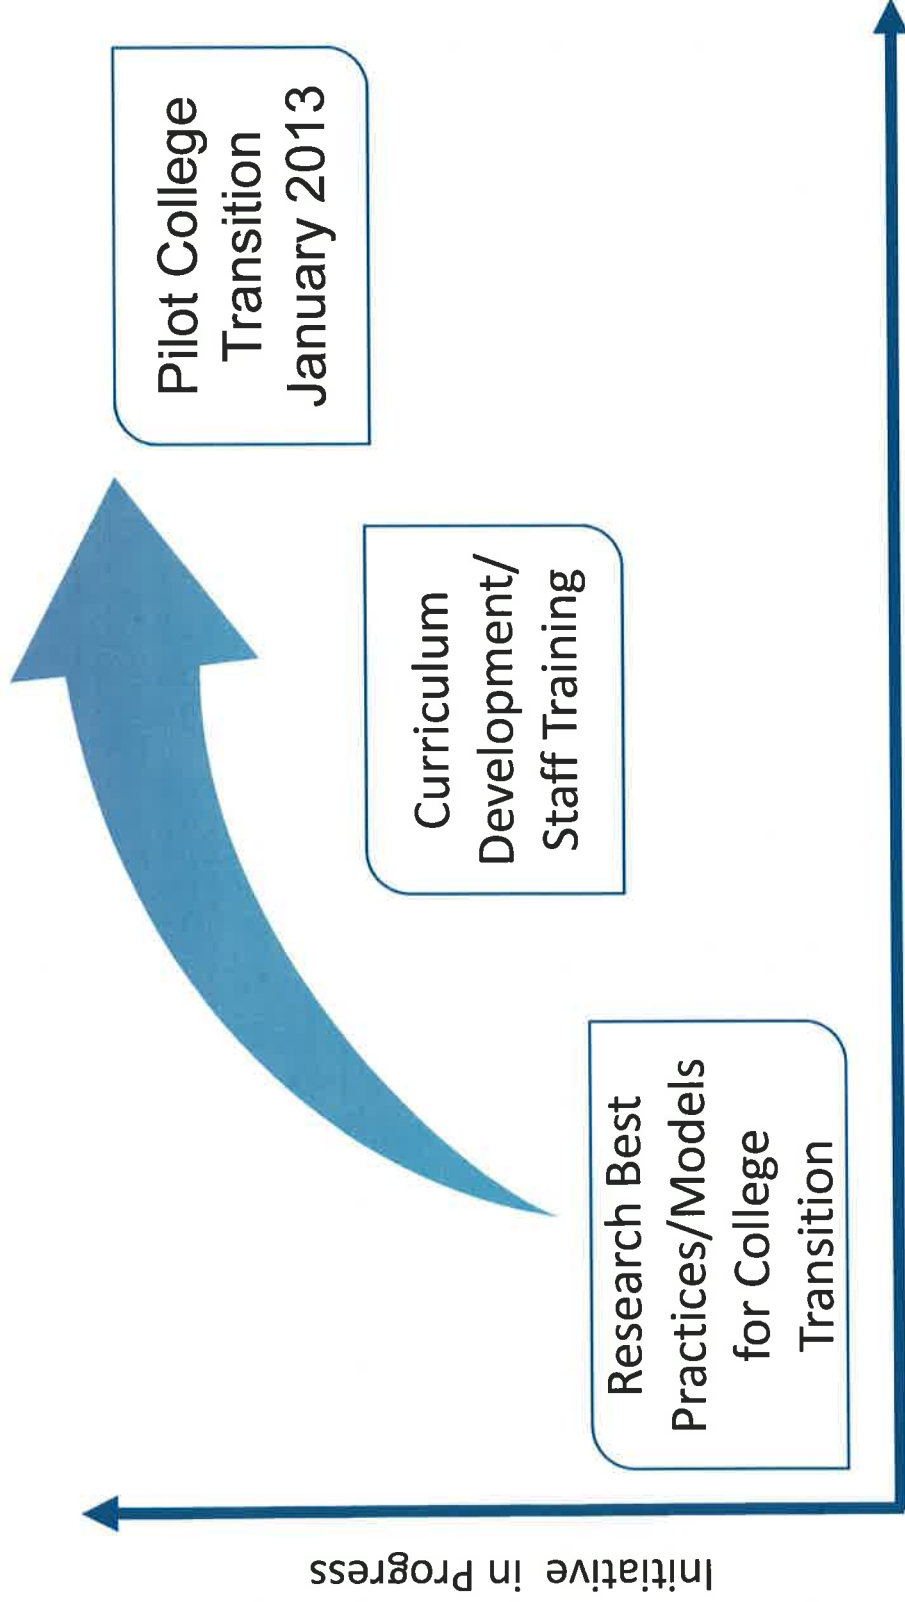 Initiative in Progress
Research Best
Practices/Models
for College
Transition
Curriculum
Development/
Staff Training
Pilot College
Transition
January 2013